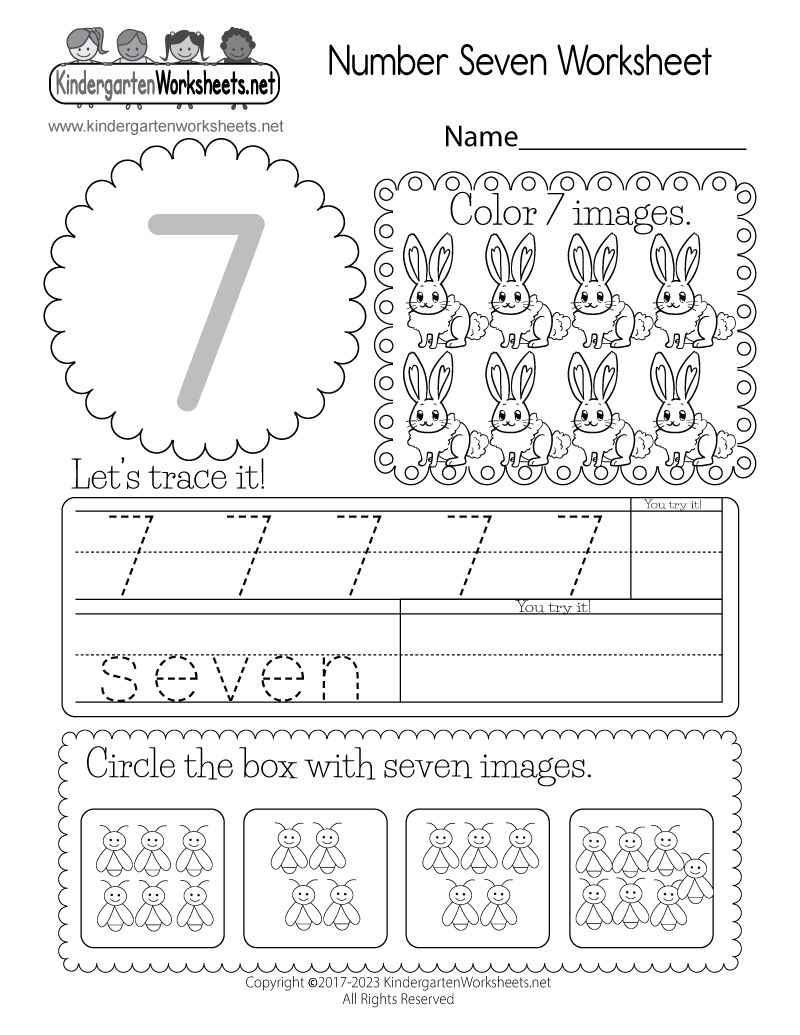 KindergartenWorksheets.net
www.kindergartenworksheets.net
Number Seven Worksheet
Name
7
Color 7 images.
Let's trace it!
You try it!
7 7 7 7 7
You try it!
seven
Circle the box with seven images.
Copyright ©2017-2023 KindergartenWorksheets.net
All Rights Reserved